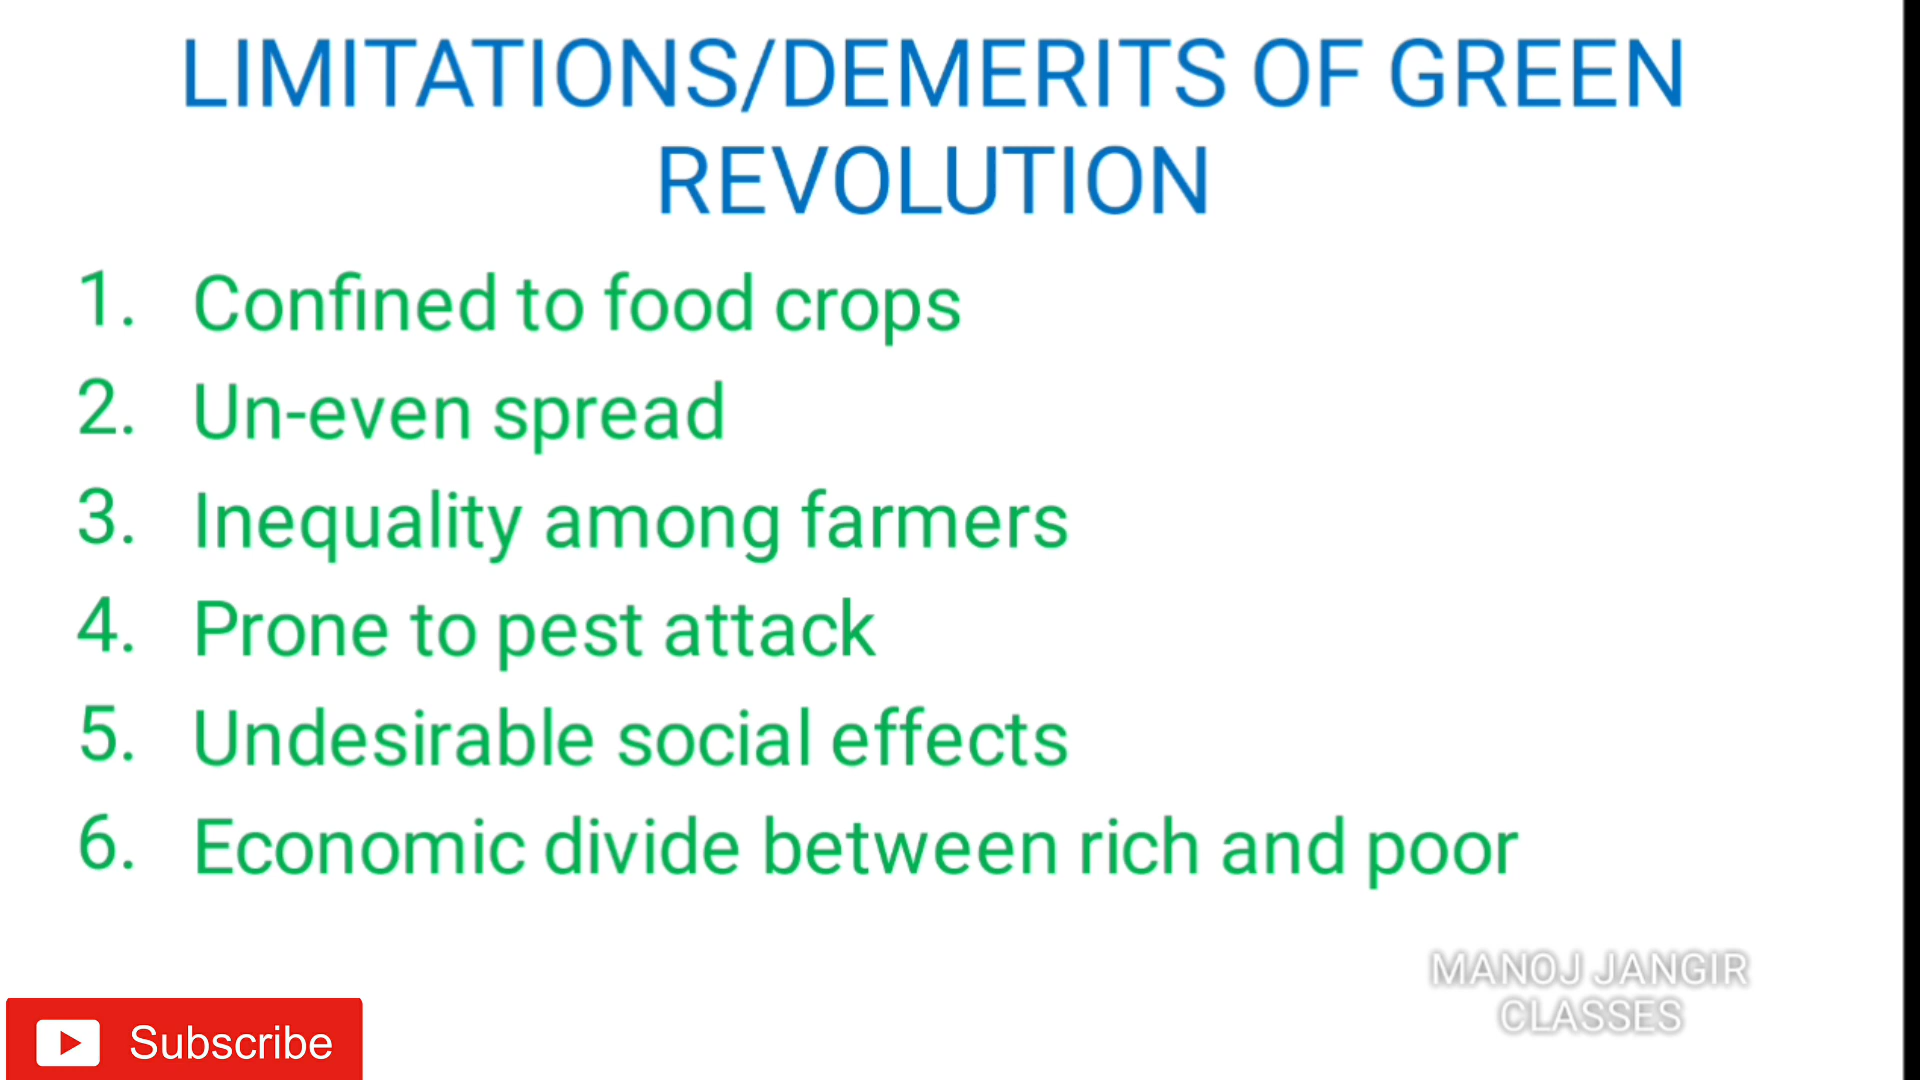 LIMITATIONS/DEMERITS OF GREEN
REVOLUTION
1. Confined to food crops
2. Un-even spread
3. Inequality among farmers
4. Prone to pest attack
5. Undesirable social effects
6. Economic divide between rich and poor
MANOJ JANGIR
CLASSES
Subscribe